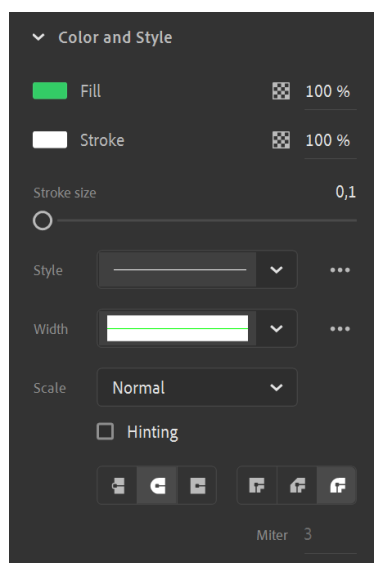 Color and Style
Fill 100 %
Stroke 100 %
Stroke size 0,1
Style
Width
Scale Normal
Hinting
Miter 3